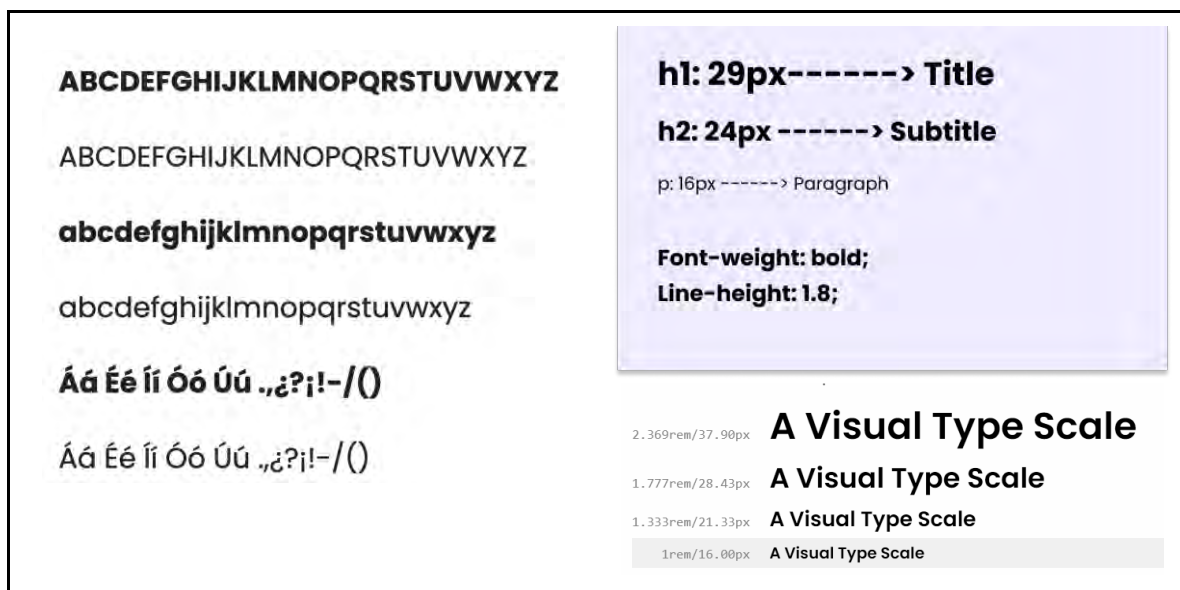 ABCDEFGHIJKLMNOPQRSTUVWXYZ
ABCDEFGHIJKLMNOPQRSTUVWXYZ
abcdefghijklmnopqrstuvwxyz
abcdefghijklmnopqrstuvwxyz
Áá Éé Íí Óó Úú .,¿?¡!-/()
Áá Éé Íí Óó Úú .,¿?¡!-/()
h1: 29px------> Title
h2: 24px ------> Subtitle
p: 16px ------> Paragraph
Font-weight: bold;
Line-height: 1.8;
2.369rem/37.90px A Visual Type Scale
1.777rem/28.43px A Visual Type Scale
1.333rem/21.33px A Visual Type Scale
1rem/16.00px A Visual Type Scale